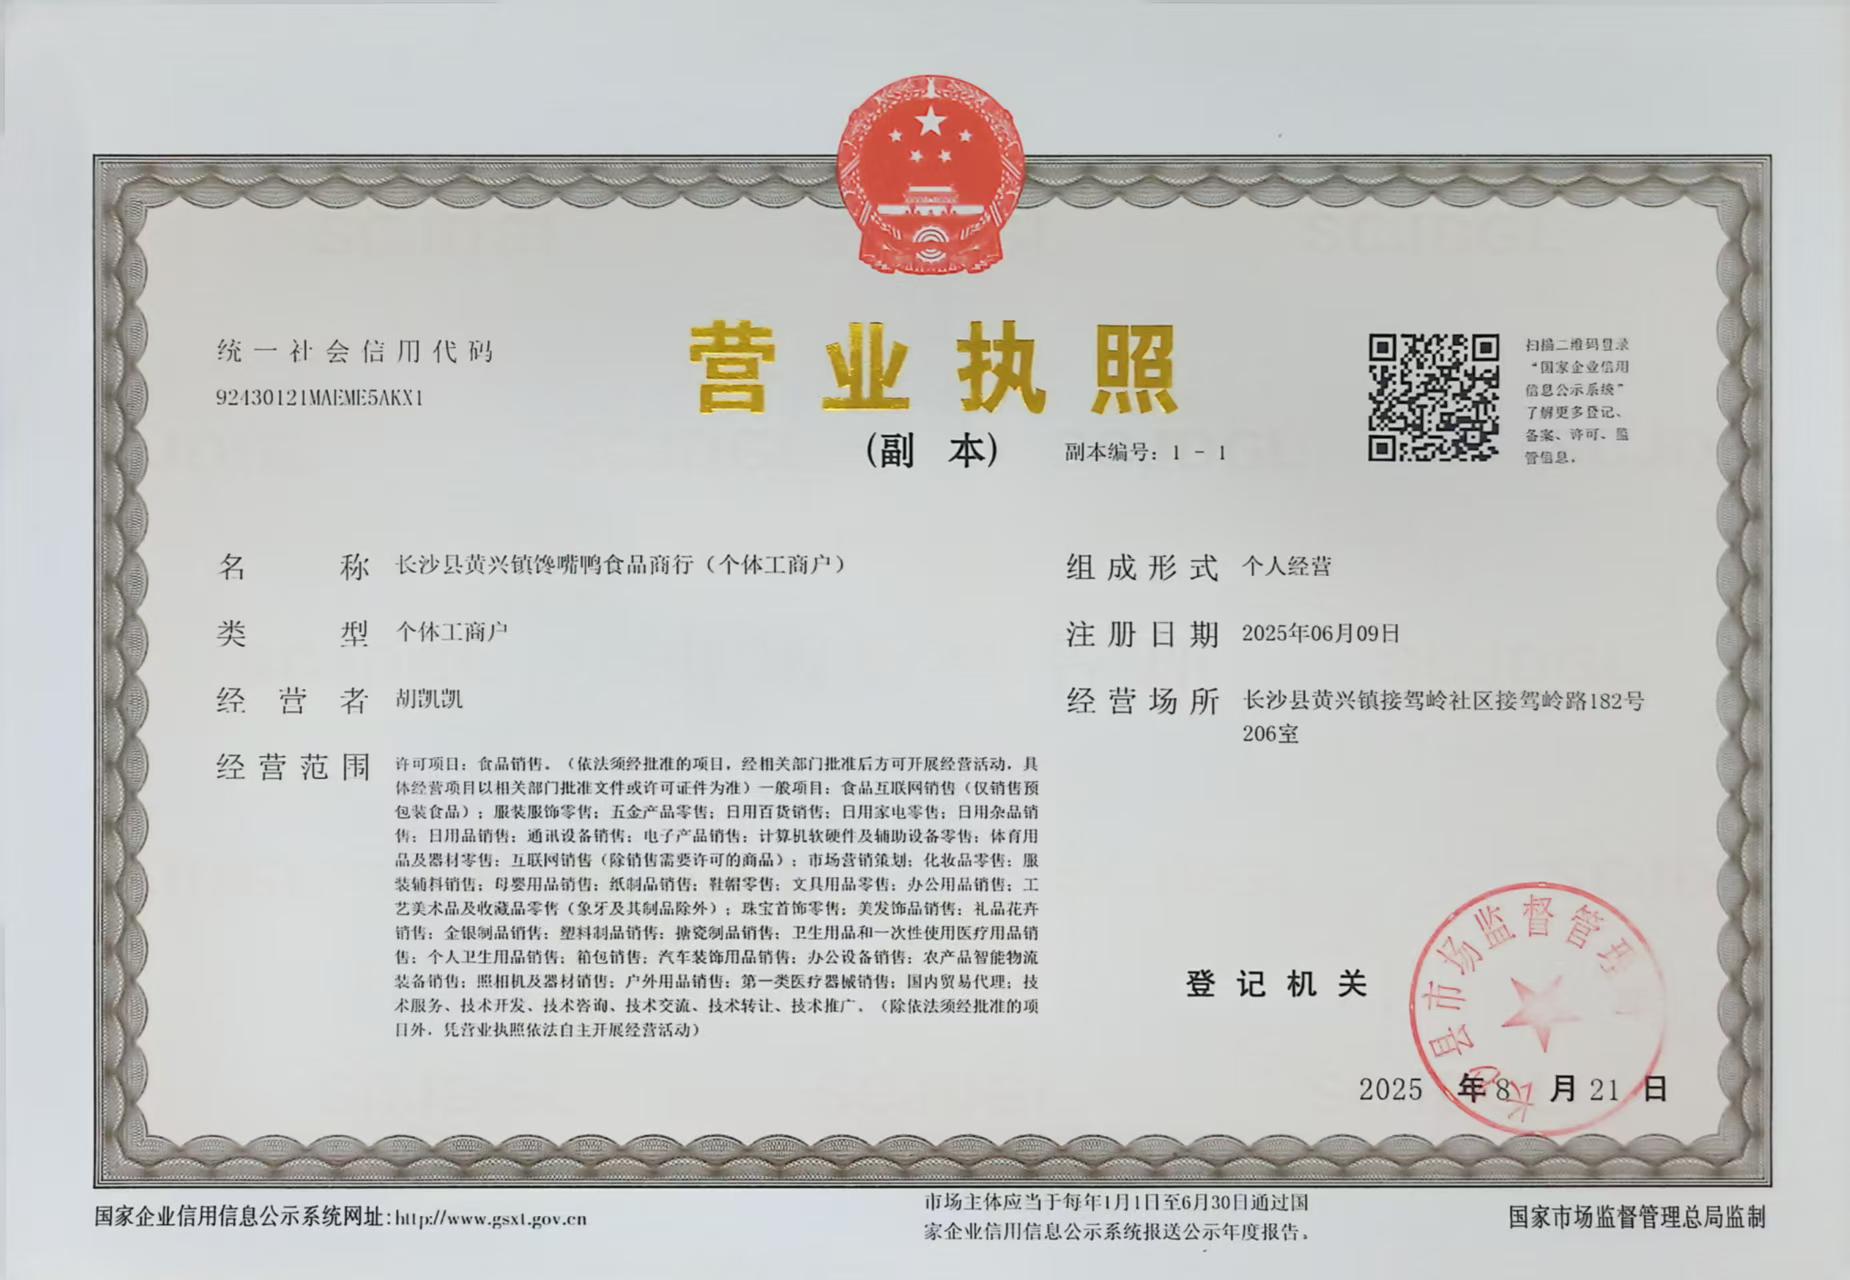 统一社会信用代码
92430121MAEME5AKX1
营业执照
(副 本)
副本编号: 1 - 1
扫描二维码登录
“国家企业信用
信息公示系统”
了解更多登记、
备案、许可、监
管信息。
名 称 长沙县黄兴镇馋嘴鸭食品商行（个体工商户）
类 型 个体工商户
经 营 者 胡凯凯
经营范围 许可项目：食品销售。（依法须经批准的项目，经相关部门批准后方可开展经营活动，具
体经营项目以相关部门批准文件或许可证件为准）一般项目：食品互联网销售（仅销售预
包装食品）；服装服饰零售；五金产品零售；日用百货销售；日用家电零售；日用杂品销
售；日用品销售；通讯设备销售；电子产品销售；计算机软硬件及辅助设备零售；体育用
品及器材零售；互联网销售（除销售需要许可的商品）；市场营销策划；化妆品零售；服
装辅料销售；母婴用品销售；纸制品销售；鞋帽零售；文具用品零售；办公用品销售；工
艺美术品及收藏品零售（象牙及其制品除外）；珠宝首饰零售；美发饰品销售；礼品花卉
销售；金银制品销售；塑料制品销售；搪瓷制品销售；卫生用品和一次性使用医疗用品销
售；个人卫生用品销售；箱包销售；汽车装饰用品销售；办公设备销售；农产品智能物流
装备销售；照相机及器材销售；户外用品销售；第一类医疗器械销售；国内贸易代理；技
术服务、技术开发、技术咨询、技术交流、技术转让、技术推广。（除依法须经批准的项
目外，凭营业执照依法自主开展经营活动）
组成形式 个人经营
注册日期 2025年06月09日
经营场所 长沙县黄兴镇接驾岭社区接驾岭路182号
206室
登记机关
长沙县市场监督管理
2025 年 8 月 21 日
国家企业信用信息公示系统网址:http://www.gsxt.gov.cn
市场主体应当于每年1月1日至6月30日通过国
家企业信用信息公示系统报送公示年度报告。
国家市场监督管理总局监制